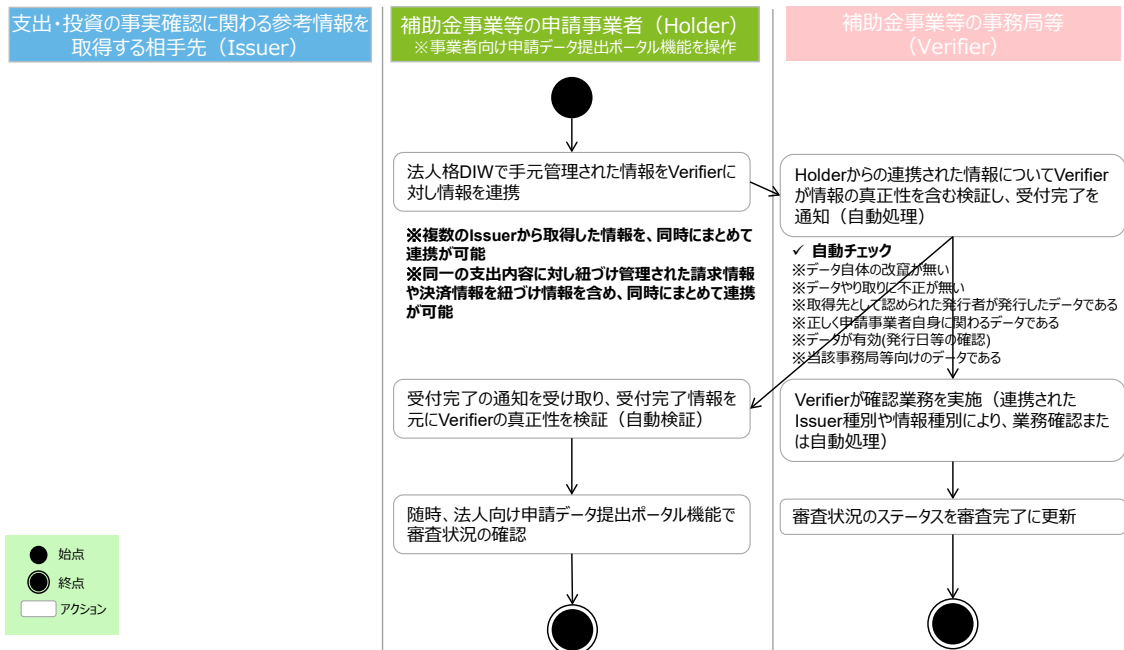 支出・投資の事実確認に関わる参考情報を
取得する相手先（Issuer）
補助金事業等の申請事業者（Holder）
※事業者向け申請データ提出ポータル機能を操作
補助金事業等の事務局等
（Verifier）
法人格DIWで手元管理された情報をVerifierに
対し情報を連携
※複数のIssuerから取得した情報を、同時にまとめて
連携が可能
※同一の支出内容に対し紐づけ管理された請求情報
や決済情報を紐づけ情報を含め、同時にまとめて連携
が可能
Holderからの連携された情報についてVerifier
が情報の真正性を含む検証し、受付完了を
通知（自動処理）
✓ 自動チェック
※データ自体の改竄が無い
※データやり取りに不正が無い
※取得先として認められた発行者が発行したデータである
※正しく申請事業者自身に関わるデータである
※データが有効(発行日等の確認)
※当該事務局等向けのデータである
受付完了の通知を受け取り、受付完了情報を
元にVerifierの真正性を検証（自動検証）
Verifierが確認業務を実施（連携された
Issuer種別や情報種別により、業務確認また
は自動処理）
随時、法人向け申請データ提出ポータル機能で
審査状況の確認
審査状況のステータスを審査完了に更新
始点
終点
アクション